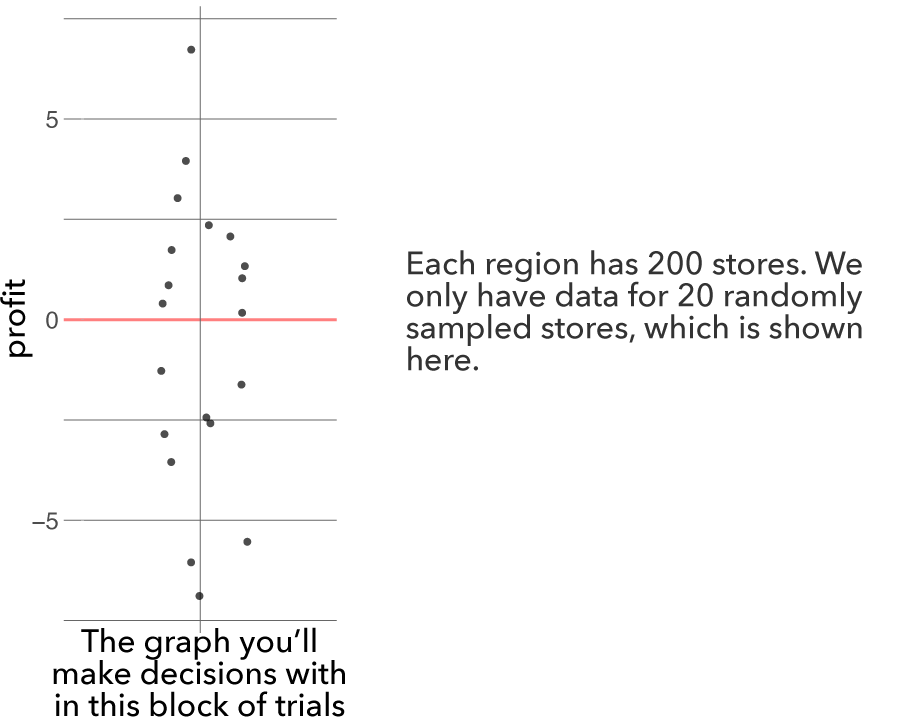 5
0
−5
profit
The graph you’ll
make decisions with
in this block of trials
Each region has 200 stores. We
only have data for 20 randomly
sampled stores, which is shown
here.